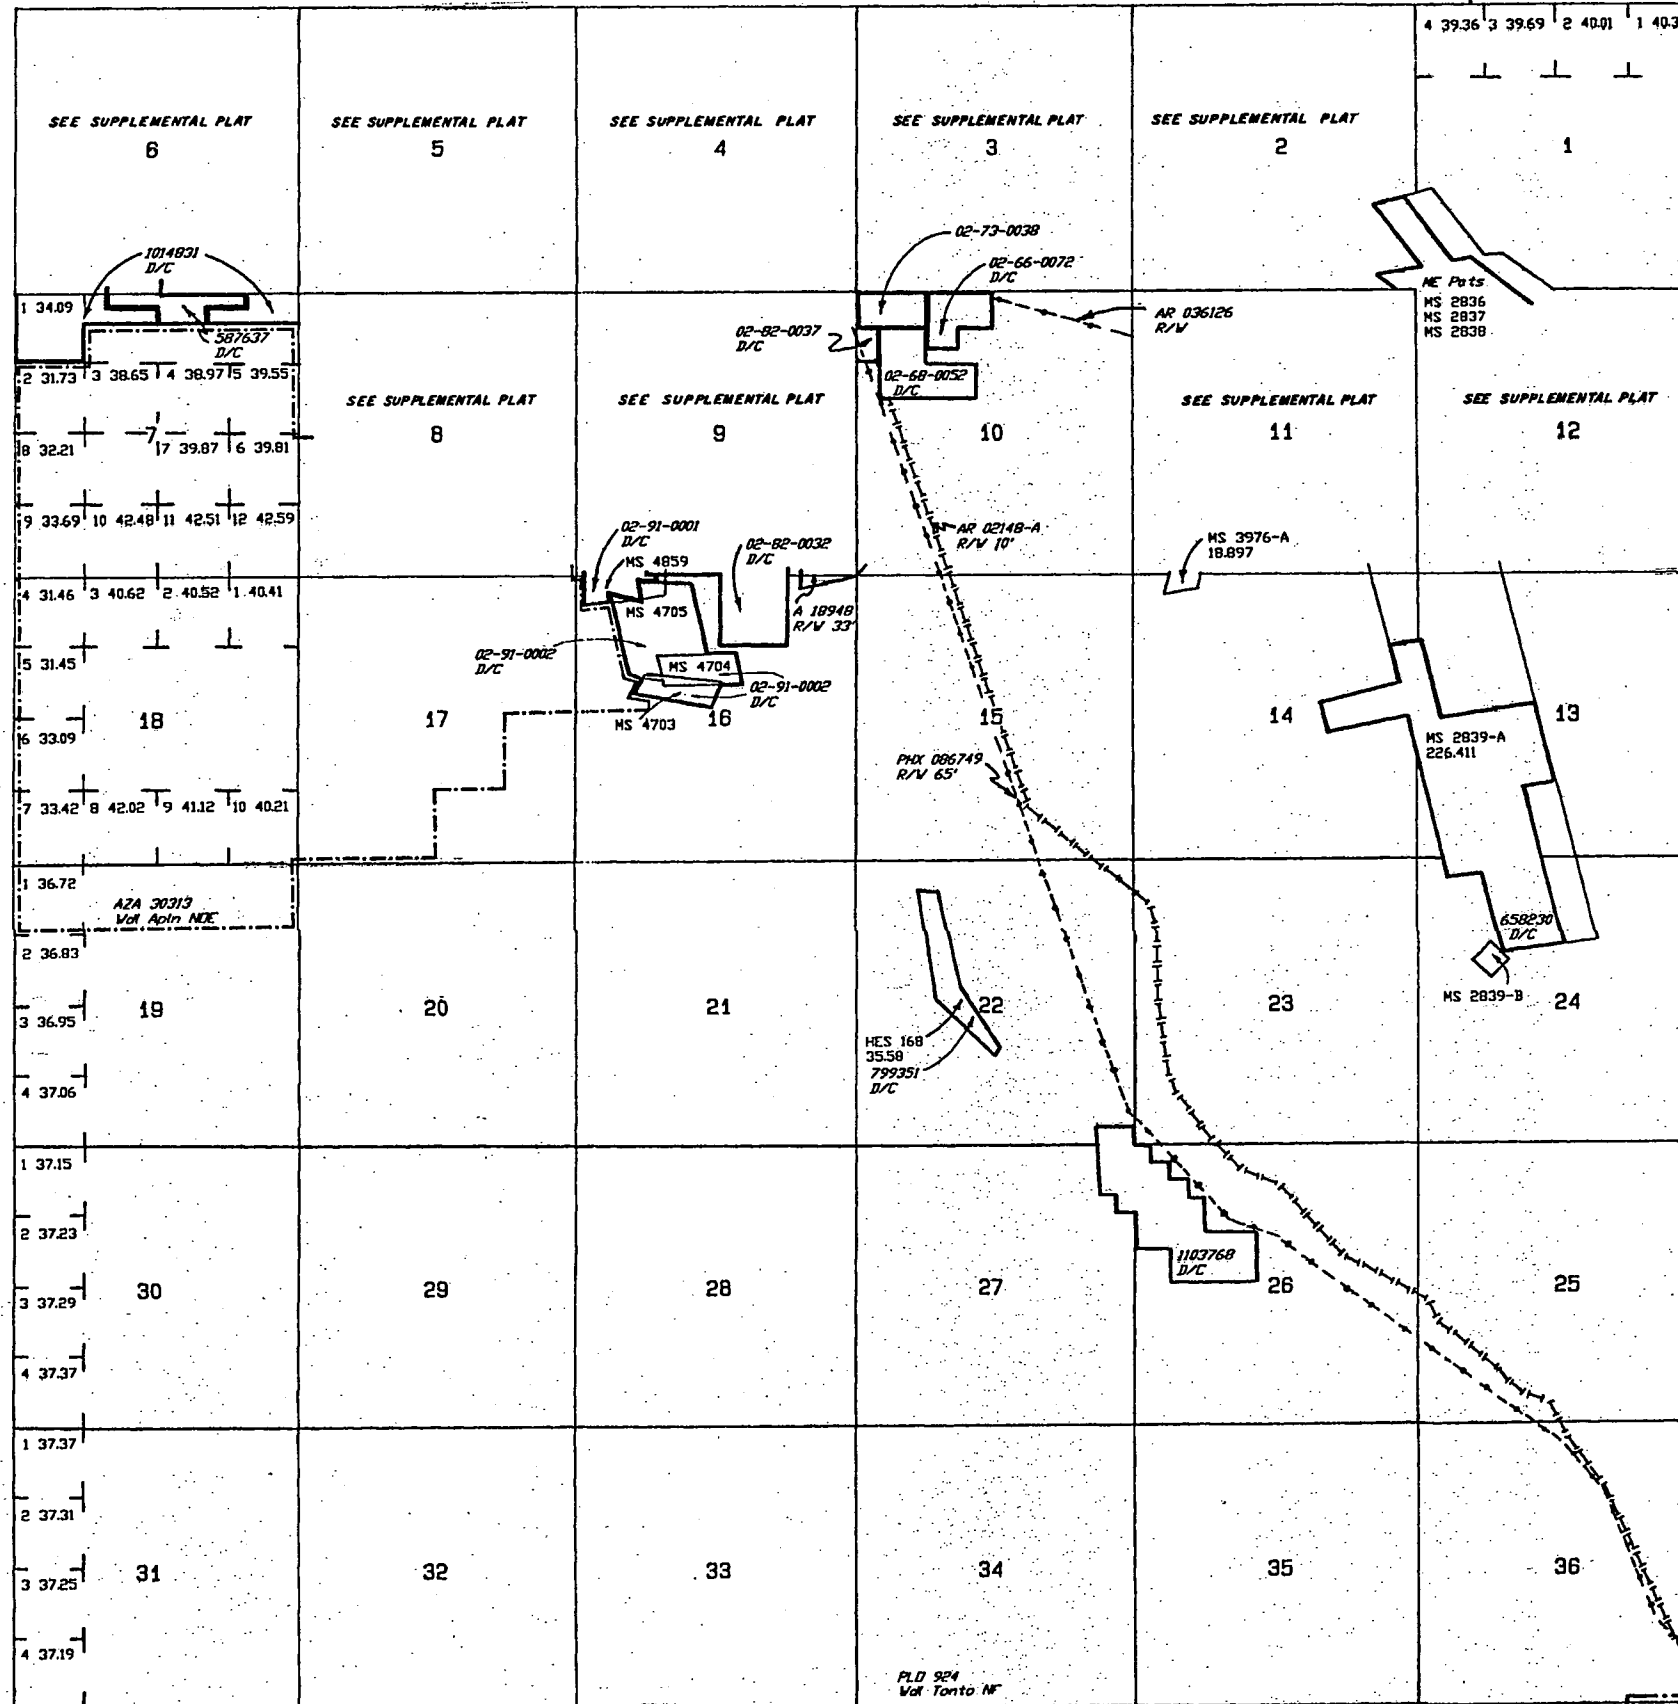 4 39.36 3 39.69 2 40.01 1 40.3
SEE SUPPLEMENTAL PLAT
6
SEE SUPPLEMENTAL PLAT
5
SEE SUPPLEMENTAL PLAT
4
SEE SUPPLEMENTAL PLAT
3
SEE SUPPLEMENTAL PLAT
2
1
1014831
D/C
02-73-0038
02-66-0072
D/C
ME Pats
MS 2836
MS 2837
MS 2838
1 34.09
587637
D/C
02-82-0037
D/C
AR 036126
R/W
02-68-0052
D/C
2 31.73 3 38.65 4 38.97 5 39.55
SEE SUPPLEMENTAL PLAT
8
SEE SUPPLEMENTAL PLAT
9
10
SEE SUPPLEMENTAL PLAT
11
SEE SUPPLEMENTAL PLAT
12
7
8 32.21 7 39.87 6 39.81
9 33.69 10 42.48 11 42.51 12 42.59
02-91-0001
D/C
MS 4859
02-82-0032
D/C
AR 02148-A
R/W 10'
MS 3976-A
18.897
4 31.46 3 40.62 2 40.52 1 40.41
MS 4705
A 18948
R/W 33'
02-91-0002
D/C
MS 4704
02-91-0002
D/C
MS 4703
5 31.45
18
17
16
15
14
13
6 33.09
MS 2839-A
226.411
PHX 086749
R/W 65'
7 33.42 8 42.02 9 41.12 10 40.21
1 36.72
AZA 30313
Wdl Apln NOE
658230
D/C
MS 2839-B
2 36.83
19
20
21
22
23
24
3 36.95
HES 168
35.58
799351
D/C
4 37.06
1 37.15
2 37.23
1103768
D/C
30
29
28
27
26
25
3 37.29
4 37.37
1 37.37
2 37.31
31
32
33
34
35
36
3 37.25
4 37.19
PLO 924
Wdl Tonto NF